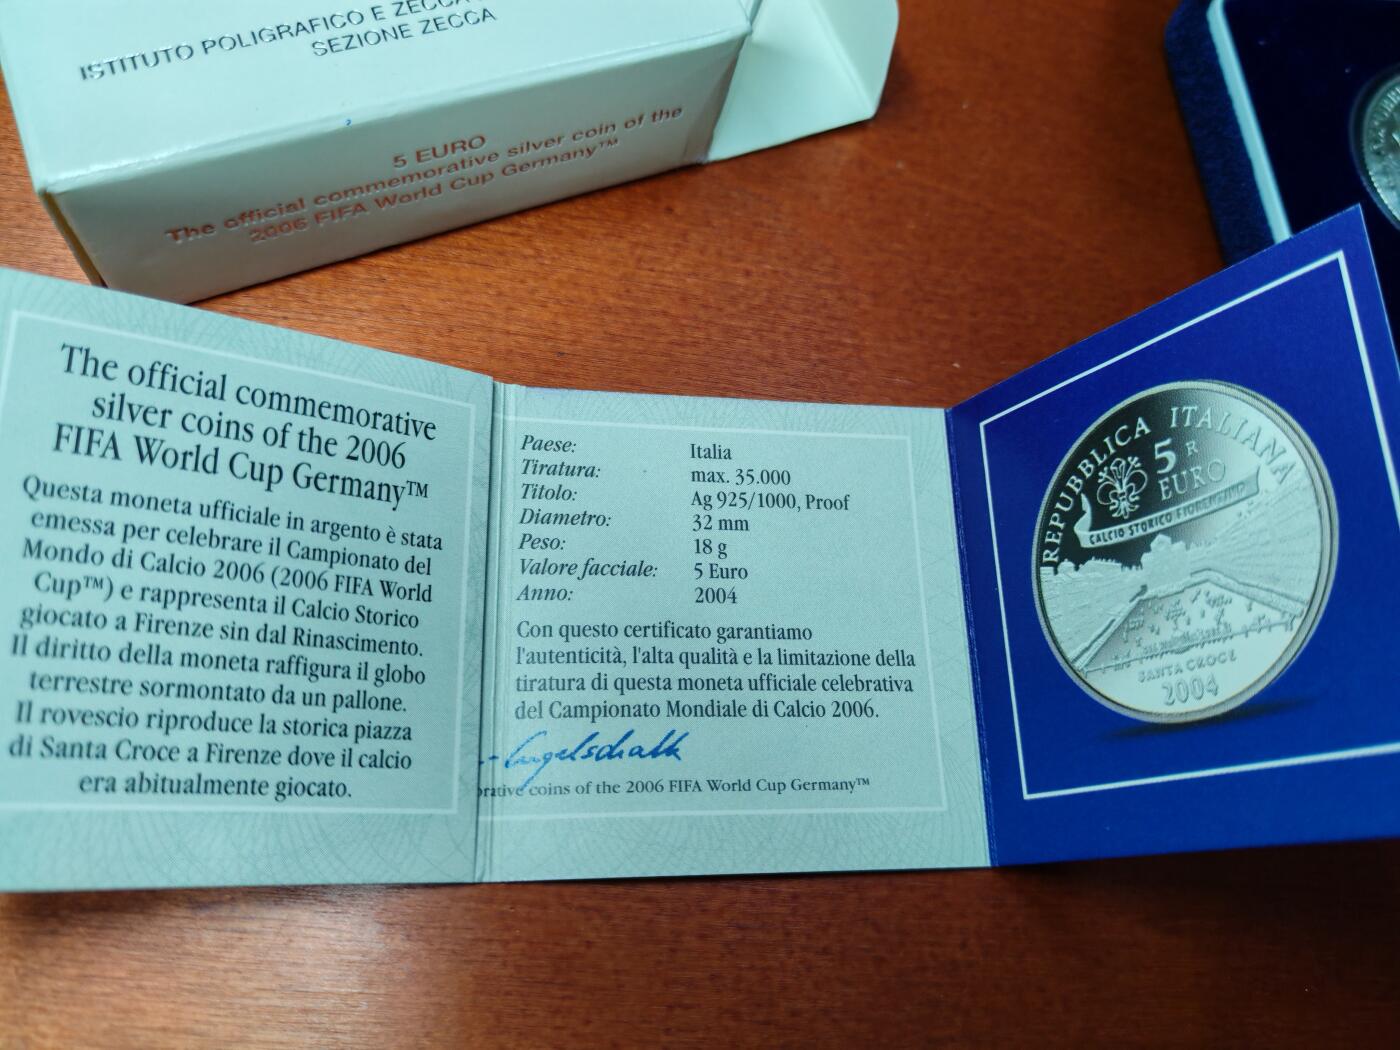 ISTITUTO POLIGRAFICO E ZECCA
SEZIONE ZECCA
5 EURO
The official commemorative silver coin of the
2006 FIFA World Cup Germany™
The official commemorative
silver coins of the 2006
FIFA World Cup Germany™
Questa moneta ufficiale in argento è stata
emessa per celebrare il Campionato del
Mondo di Calcio 2006 (2006 FIFA World
Cup™) e rappresenta il Calcio Storico
giocato a Firenze sin dal Rinascimento.
Il diritto della moneta raffigura il globo
terrestre sormontato da un pallone.
Il rovescio riproduce la storica piazza
di Santa Croce a Firenze dove il calcio
era abitualmente giocato.
Paese: Italia
Tiratura: max. 35.000
Titolo: Ag 925/1000, Proof
Diametro: 32 mm
Peso: 18 g
Valore facciale: 5 Euro
Anno: 2004
Con questo certificato garantiamo
l'autenticità, l'alta qualità e la limitazione della
tiratura di questa moneta ufficiale celebrativa
del Campionato Mondiale di Calcio 2006.
coins of the 2006 FIFA World Cup Germany™
REPUBBLICA ITALIANA
5 R
EURO
CALCIO STORICO FIORENTINO
SANTA CROCE
2004